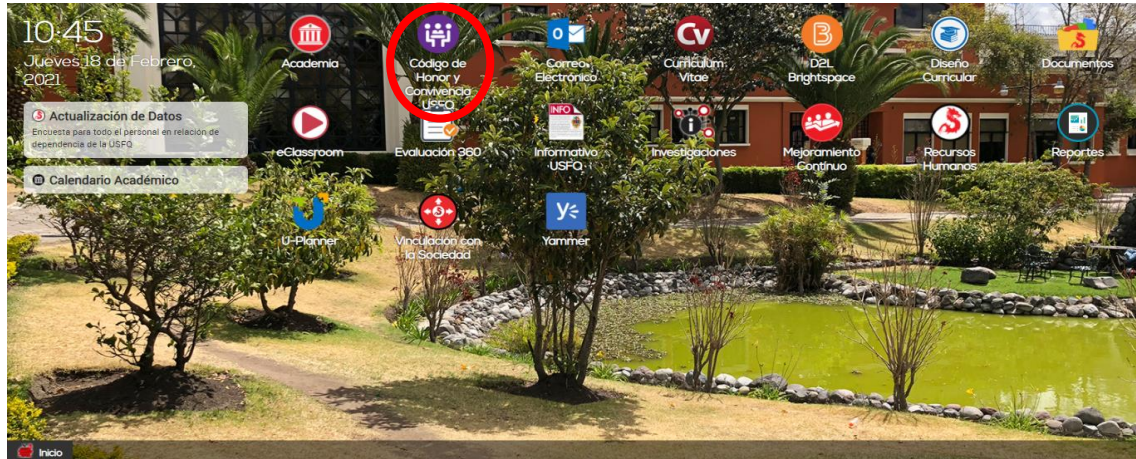 10:45
Jueves 18 de Febrero,
2021
Actualización de Datos
Encuesta para todo el personal en relación de
dependencia de la USFQ
Calendario Académico
Academia
Código de
Honor y
Convivencia
USFQ
Correo
Electrónico
Curriculum
Vitae
D2L
Brightspace
Diseño
Curricular
Documentos
eClassroom
Evaluación 360
INFO
Informativo
USFQ
Investigaciones
Mejoramiento
Continuo
Recursos
Humanos
Reportes
U-Planner
Vinculación con
la Sociedad
Yammer
Cv
B
Inicio